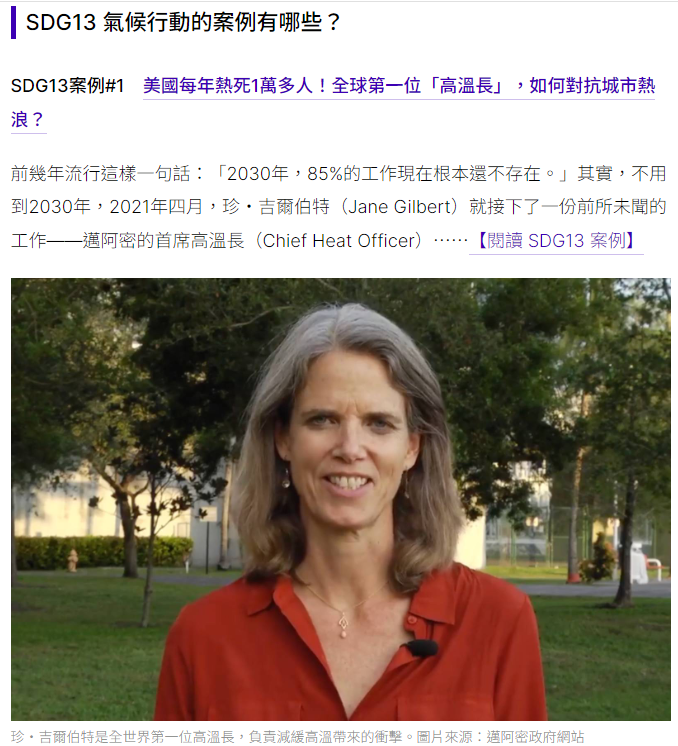 SDG13 氣候行動的案例有哪些？
SDG13案例#1 美國每年熱死1萬多人！全球第一位「高溫長」，如何對抗城市熱
浪？
前幾年流行這樣一句話：「2030年，85%的工作現在根本還不存在。」其實，不用
到2030年，2021年四月，珍・吉爾伯特（Jane Gilbert）就接下了一份前所未聞的
工作——邁阿密的首席高溫長（Chief Heat Officer）⋯⋯【閱讀 SDG13 案例】
珍・吉爾伯特是全世界第一位高溫長，負責減緩高溫帶來的衝擊。圖片來源：邁阿密政府網站